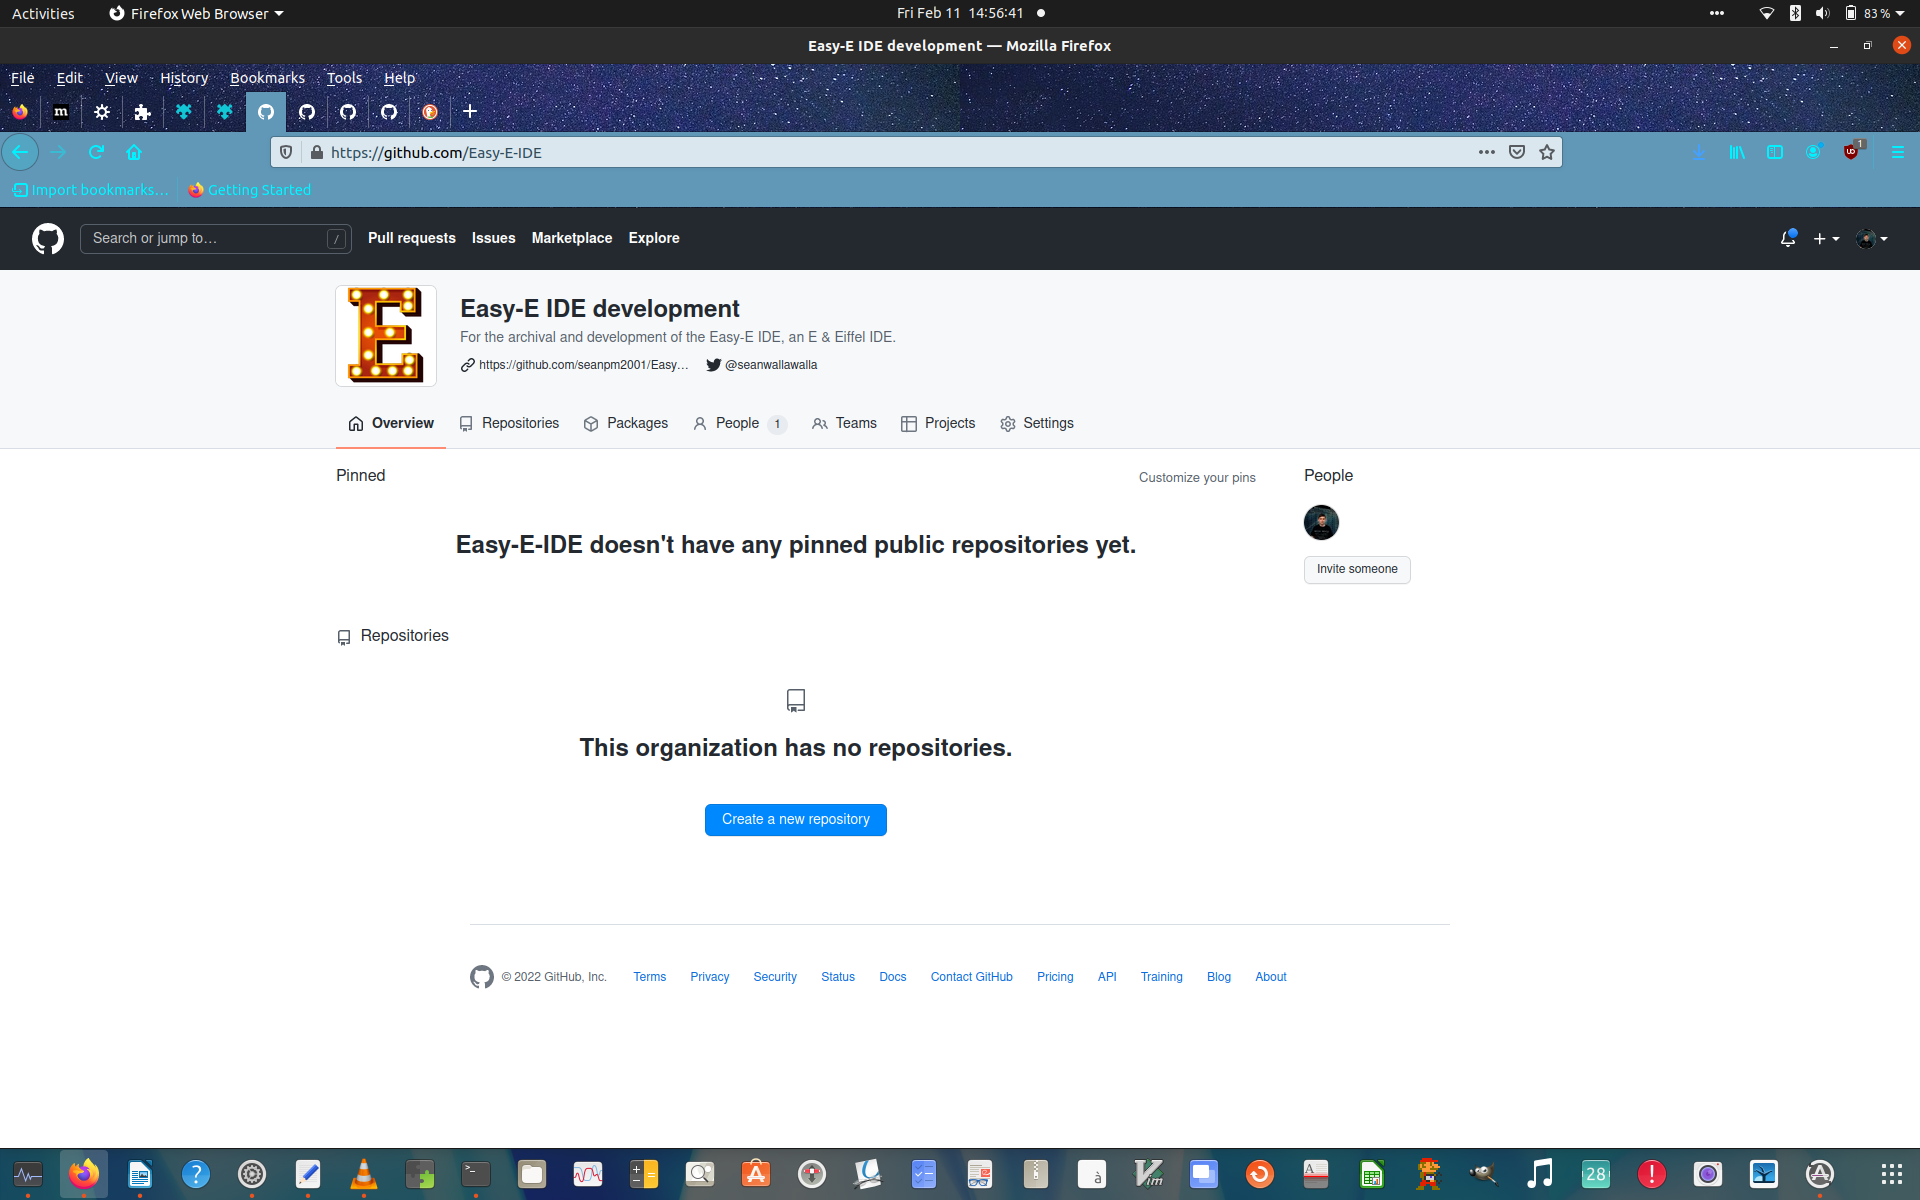 Activities Firefox Web Browser Fri Feb 11 14:56:41 83 %
Easy-E IDE development — Mozilla Firefox
File Edit View History Bookmarks Tools Help
m
https://github.com/Easy-E-IDE 1
Import bookmarks… Getting Started
Search or jump to… / Pull requests Issues Marketplace Explore
E
Easy-E IDE development
For the archival and development of the Easy-E IDE, an E & Eiffel IDE.
https://github.com/seanpm2001/Easy… @seanwallawalla
Overview Repositories Packages People 1 Teams Projects Settings
Pinned Customize your pins People
Easy-E-IDE doesn't have any pinned public repositories yet.
Invite someone
Repositories
This organization has no repositories.
Create a new repository
© 2022 GitHub, Inc. Terms Privacy Security Status Docs Contact GitHub Pricing API Training Blog About
? >_ à Vim A 28 !